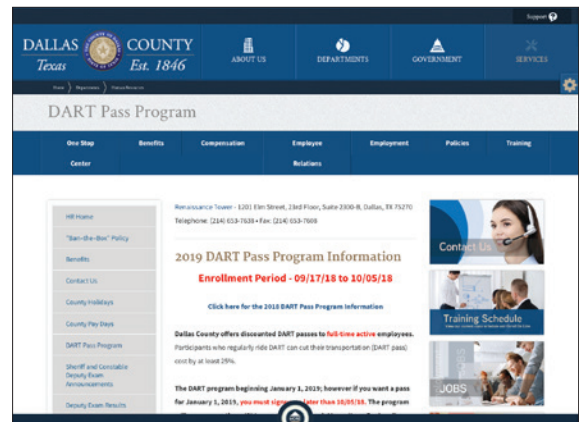 Support
DALLAS COUNTY
Texas Est. 1846
ABOUT US
DEPARTMENTS
GOVERNMENT
SERVICES
Home Departments Human Resources
DART Pass Program
One Stop Benefits Compensation Employee Employment Policies Training
Center Relations
HR Home
"Ban-the-Box" Policy
Benefits
Contact Us
County Holidays
County Pay Days
DART Pass Program
Sheriff and Constable
Deputy Exam
Announcements
Deputy Exam Results
Renaissance Tower - 1201 Elm Street, 23rd Floor, Suite 2300-B, Dallas, TX 75270
Telephone: (214) 653-7638 • Fax: (214) 653-7608
2019 DART Pass Program Information
Enrollment Period - 09/17/18 to 10/05/18
Click here for the 2018 DART Pass Program Information
Dallas County offers discounted DART passes to full-time active employees.
Participants who regularly ride DART can cut their transportation (DART pass)
cost by at least 29%.
The DART program beginning January 1, 2019; however if you want a pass
for January 1, 2019, you must sign later than 10/05/18. The program
Contact Us
Training Schedule
JOBS